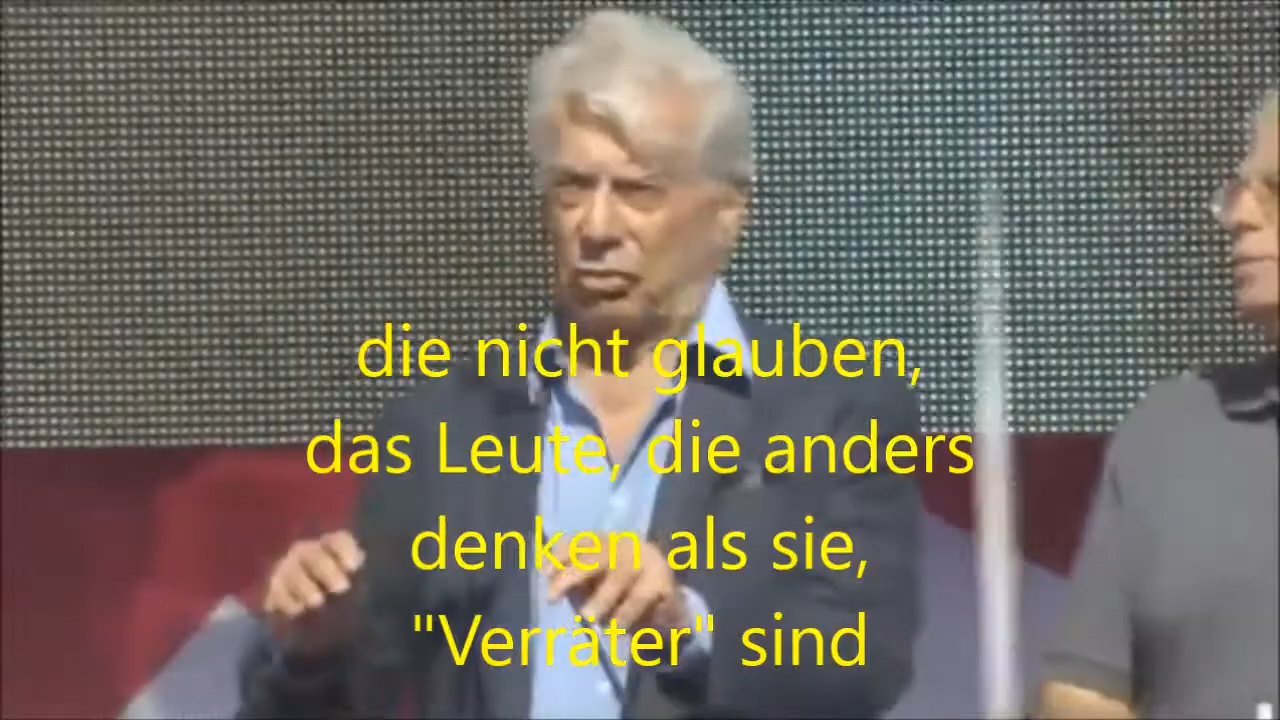 die nicht glauben,
das Leute, die anders
denken als sie,
"Verräter" sind